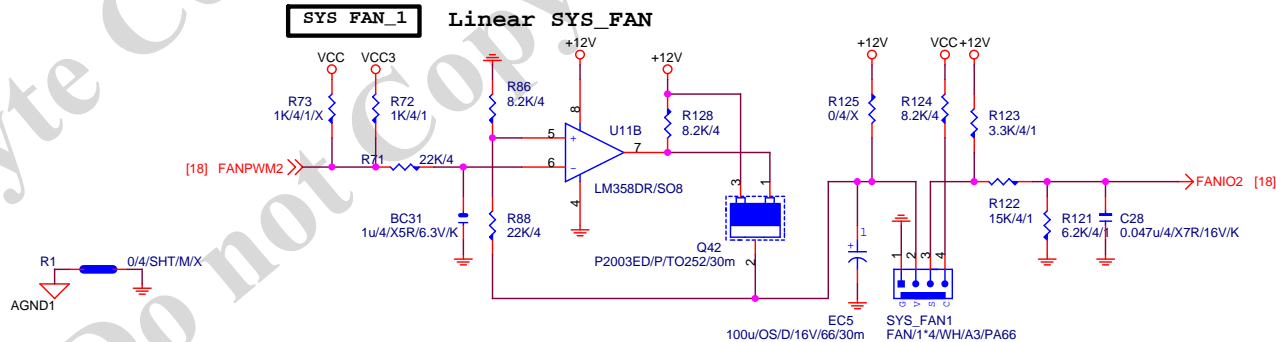 SYS FAN_1
Linear SYS_FAN
VCC
VCC3
+12V
+12V
+12V
VCC
+12V
R73
1K/4/1/X
R72
1K/4/1
R86
8.2K/4
8
5
+
6
-
7
4
U11B
LM358DR/SO8
R128
8.2K/4
R125
0/4/X
R124
8.2K/4
R123
3.3K/4/1
[18] FANPWM2
R71
22K/4
BC31
1u/4/X5R/6.3V/K
R88
22K/4
3
1
2
Q42
P2003ED/P/TO252/30m
+
1
EC5
100u/OS/D/16V/66/30m
1
2
3
4
G
V
S
C
SYS_FAN1
FAN/1*4/WH/A3/PA66
R122
15K/4/1
R121
6.2K/4/1
C28
0.047u/4/X7R/16V/K
FANIO2 [18]
R1
0/4/SHT/M/X
AGND1
Do not Copy